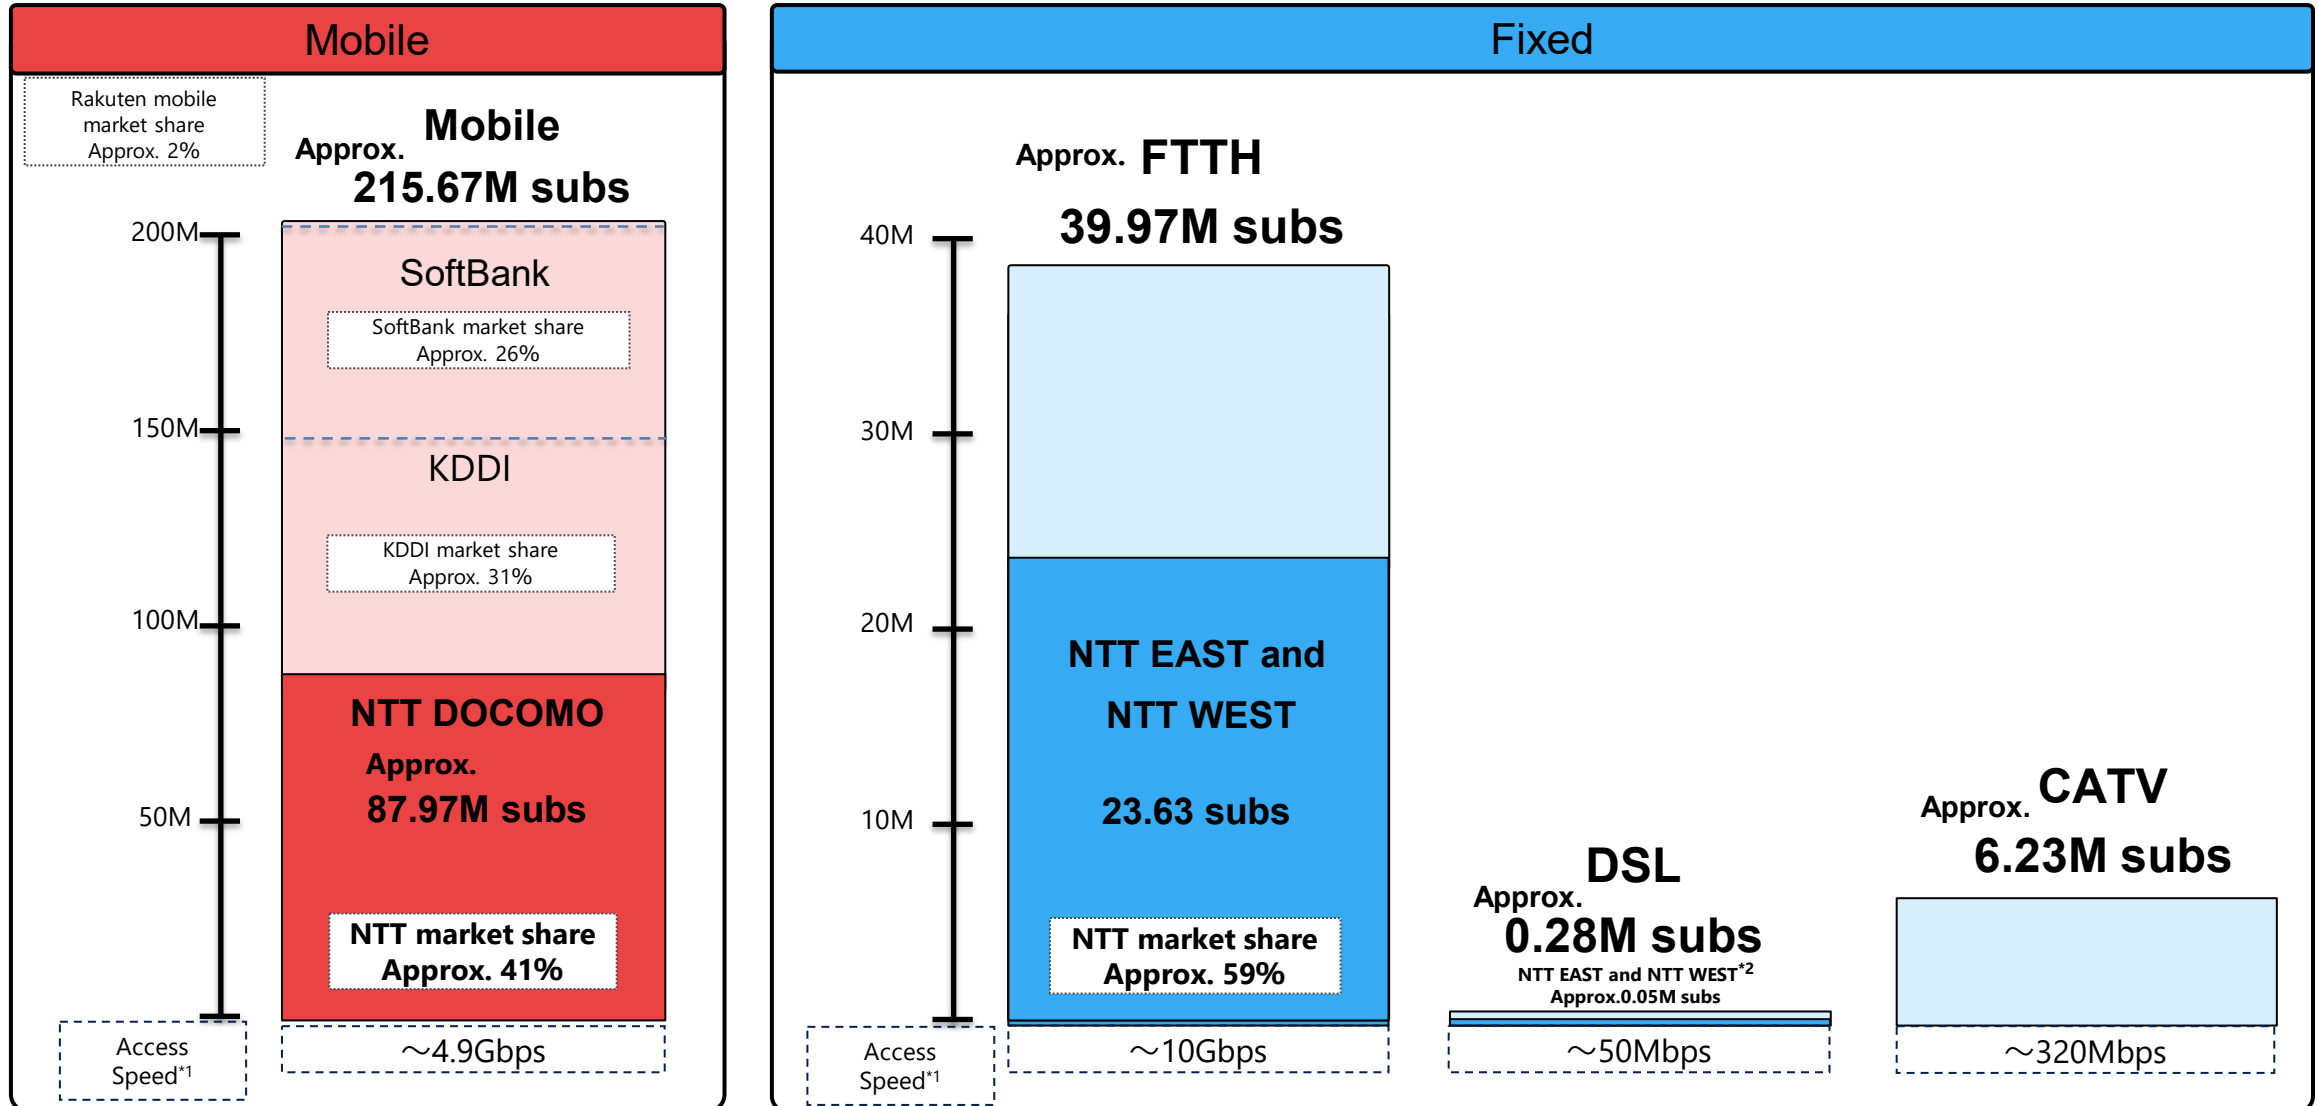 Mobile
Rakuten mobile
market share
Approx. 2%
Mobile
Approx.
215.67M subs
200M
150M
100M
50M
SoftBank
SoftBank market share
Approx. 26%
KDDI
KDDI market share
Approx. 31%
NTT DOCOMO
Approx.
87.97M subs
NTT market share
Approx. 41%
Access
Speed*1
～4.9Gbps
Fixed
Approx. FTTH
39.97M subs
40M
30M
20M
10M
NTT EAST and
NTT WEST
23.63 subs
NTT market share
Approx. 59%
DSL
Approx.
0.28M subs
NTT EAST and NTT WEST*2
Approx.0.05M subs
CATV
Approx.
6.23M subs
Access
Speed*1
～10Gbps
～50Mbps
～320Mbps